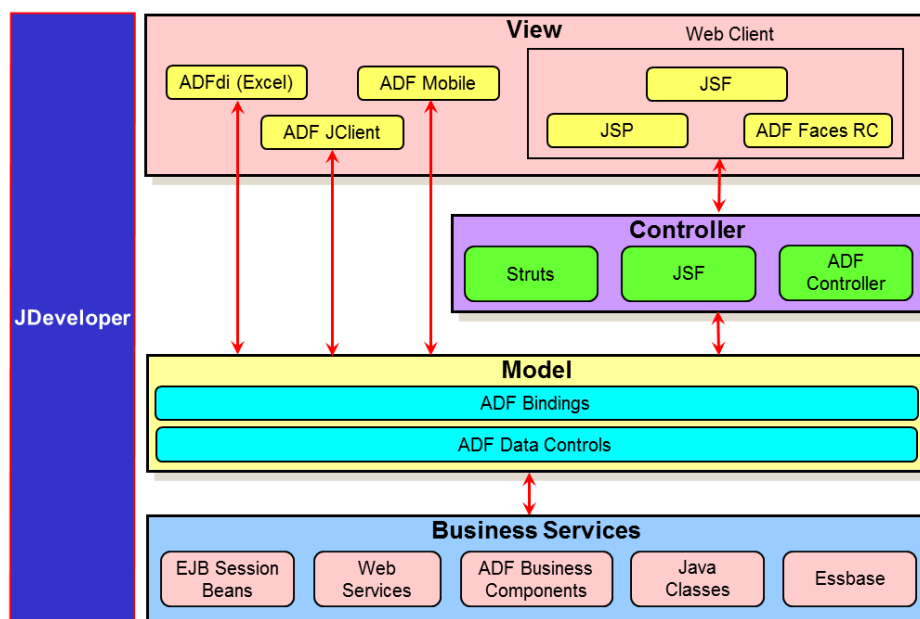 JDeveloper
View
Web Client
ADFdi (Excel)
ADF Mobile
JSF
ADF JClient
JSP
ADF Faces RC
Controller
Struts
JSF
ADF
Controller
Model
ADF Bindings
ADF Data Controls
Business Services
EJB Session
Beans
Web
Services
ADF Business
Components
Java
Classes
Essbase